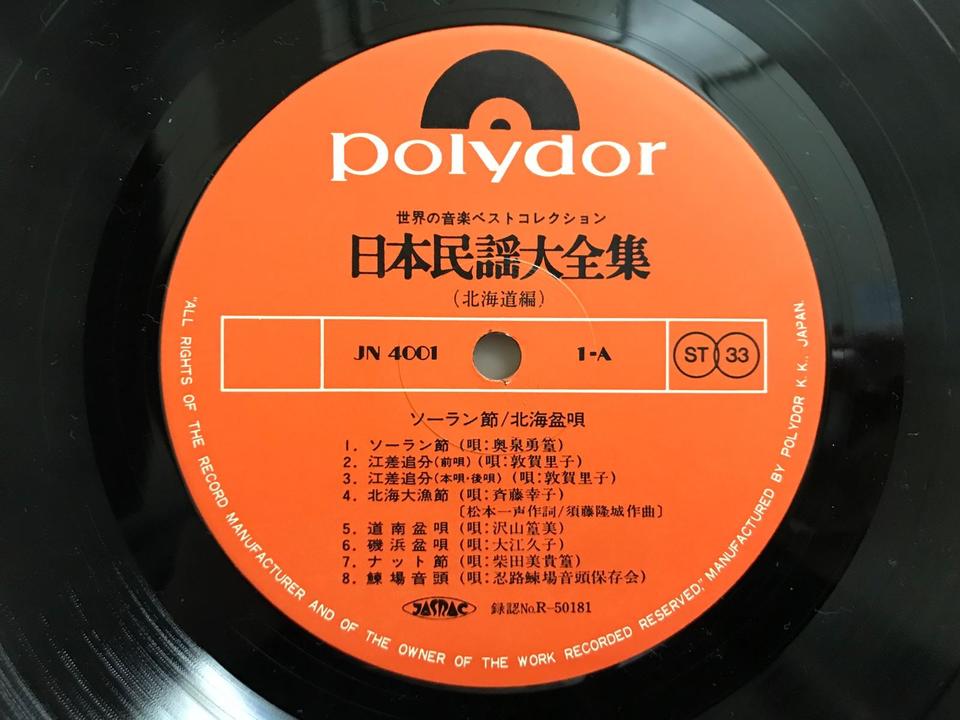 polydor
世界の音楽ベストコレクション
日本民謡大全集
(北海道編)
JN 4001 1-A ST 33
ソーラン節/北海盆唄
1. ソーラン節 (唄:奥泉勇篁)
2. 江差追分(前唄) (唄:敦賀里子)
3. 江差追分(本唄・後唄) (唄:敦賀里子)
4. 北海大漁節 (唄:斉藤幸子)
〔松本一声作詞/須藤隆城作曲〕
5. 道南盆唄 (唄:沢山篁美)
6. 磯浜盆唄 (唄:大江久子)
7. ナット節 (唄:柴田美貴篁)
8. 鰊場音頭 (唄:忍路鰊場音頭保存会)
JASRAC 録認No.R-50181
"ALL RIGHTS OF THE RECORD MANUFACTURER AND OF THE OWNER OF THE WORK RECORDED RESERVED," MANUFACTURED BY POLYDOR K.K., JAPAN.